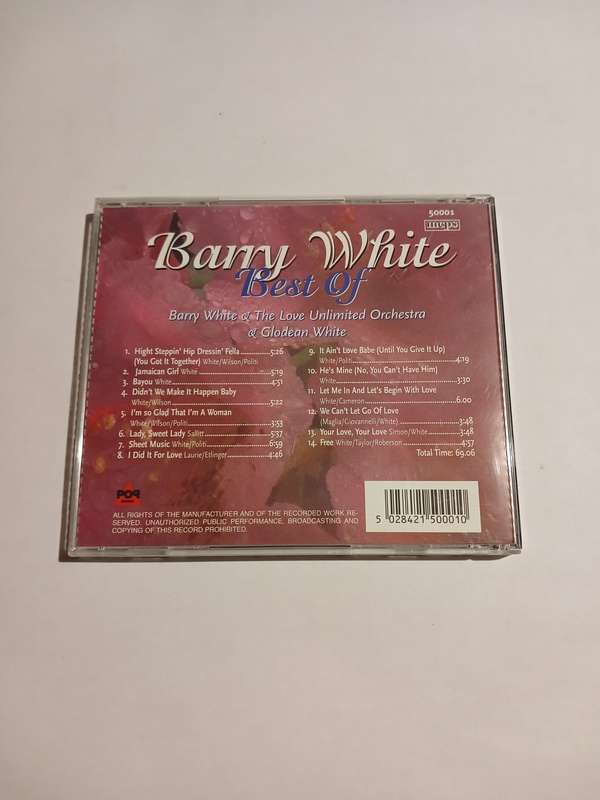 50001
mcps
Barry White
Best Of
Barry White & The Love Unlimited Orchestra
& Glodean White
1. Hight Steppin' Hip Dressin' Fella
(You Got It Together) White/Wilson/Politi 5:26
2. Jamaican Girl White 5:19
3. Bayou White 4:51
4. Didn't We Make It Happen Baby
White/Wilson 5:22
5. I'm so Glad That I'm A Woman
White/Wilson/Politi 3:53
6. Lady, Sweet Lady Sallitt 5:37
7. Sheet Music White/Politi 6:59
8. I Did It For Love Laurie/Etlinger 4:46
9. It Ain't Love Babe (Until You Give It Up)
White/Politi 4:19
10. He's Mine (No, You Can't Have Him)
White 3:30
11. Let Me In And Let's Begin With Love
White/Cameron 6.00
12. We Can't Let Go Of Love
(Maglia/Ciovannelli/White) 3:48
13. Your Love, Your Love Simon/White 3:48
14. Free White/Taylor/Roberson 4:57
Total Time: 69.06
POP
ALL RIGHTS OF THE MANUFACTURER AND OF THE RECORDED WORK RE-
SERVED. UNAUTHORIZED PUBLIC PERFORMANCE, BROADCASTING AND
COPYING OF THIS RECORD PROHIBITED.
5 028421 500010